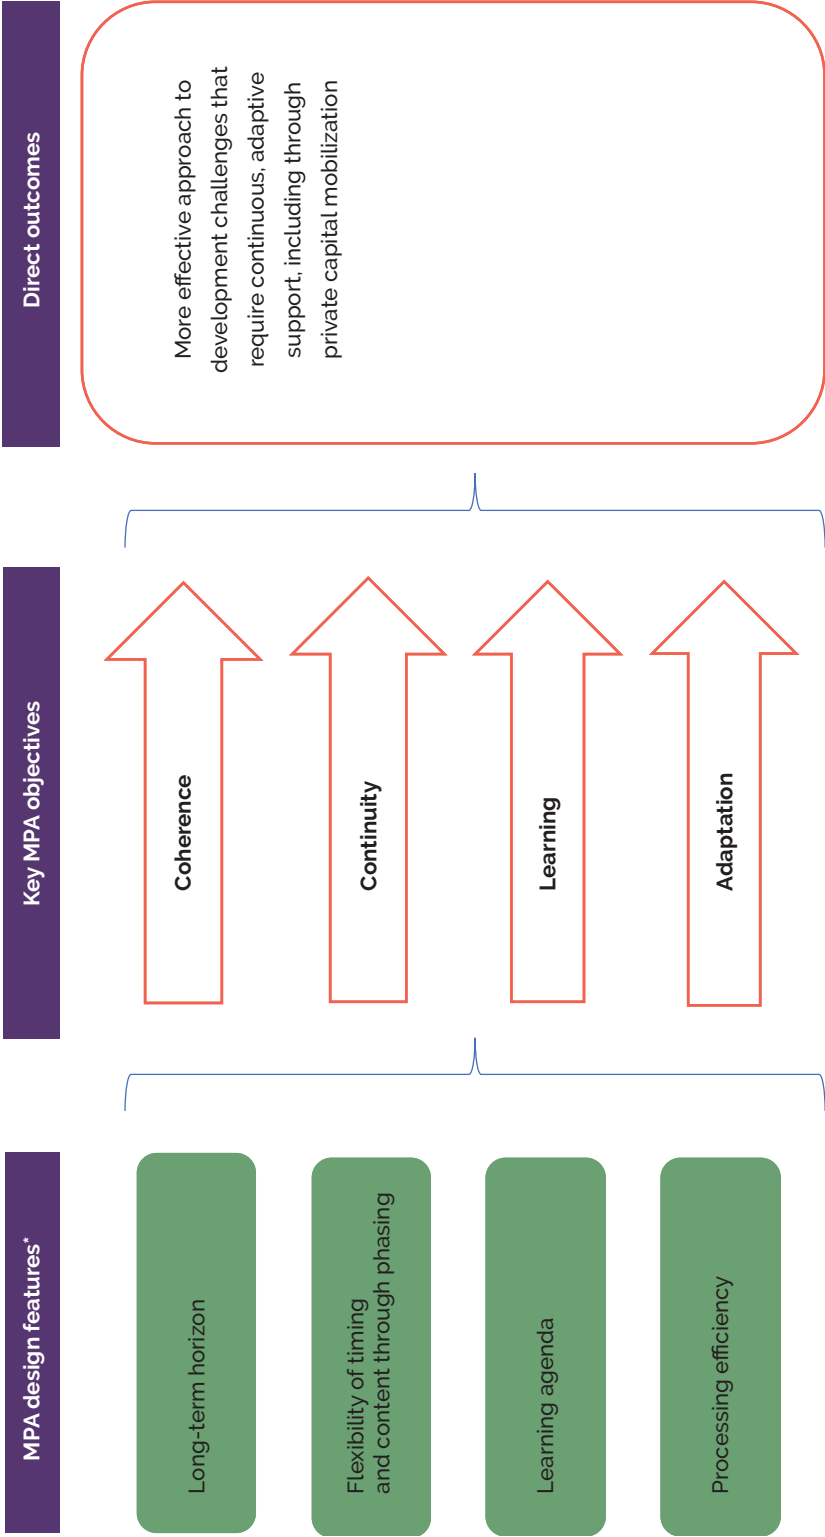 MPA design features*
Long-term horizon
Flexibility of timing
and content through phasing
Learning agenda
Processing efficiency
Key MPA objectives
Coherence
Continuity
Learning
Adaptation
Direct outcomes
More effective approach to
development challenges that
require continuous, adaptive
support, including through
private capital mobilization